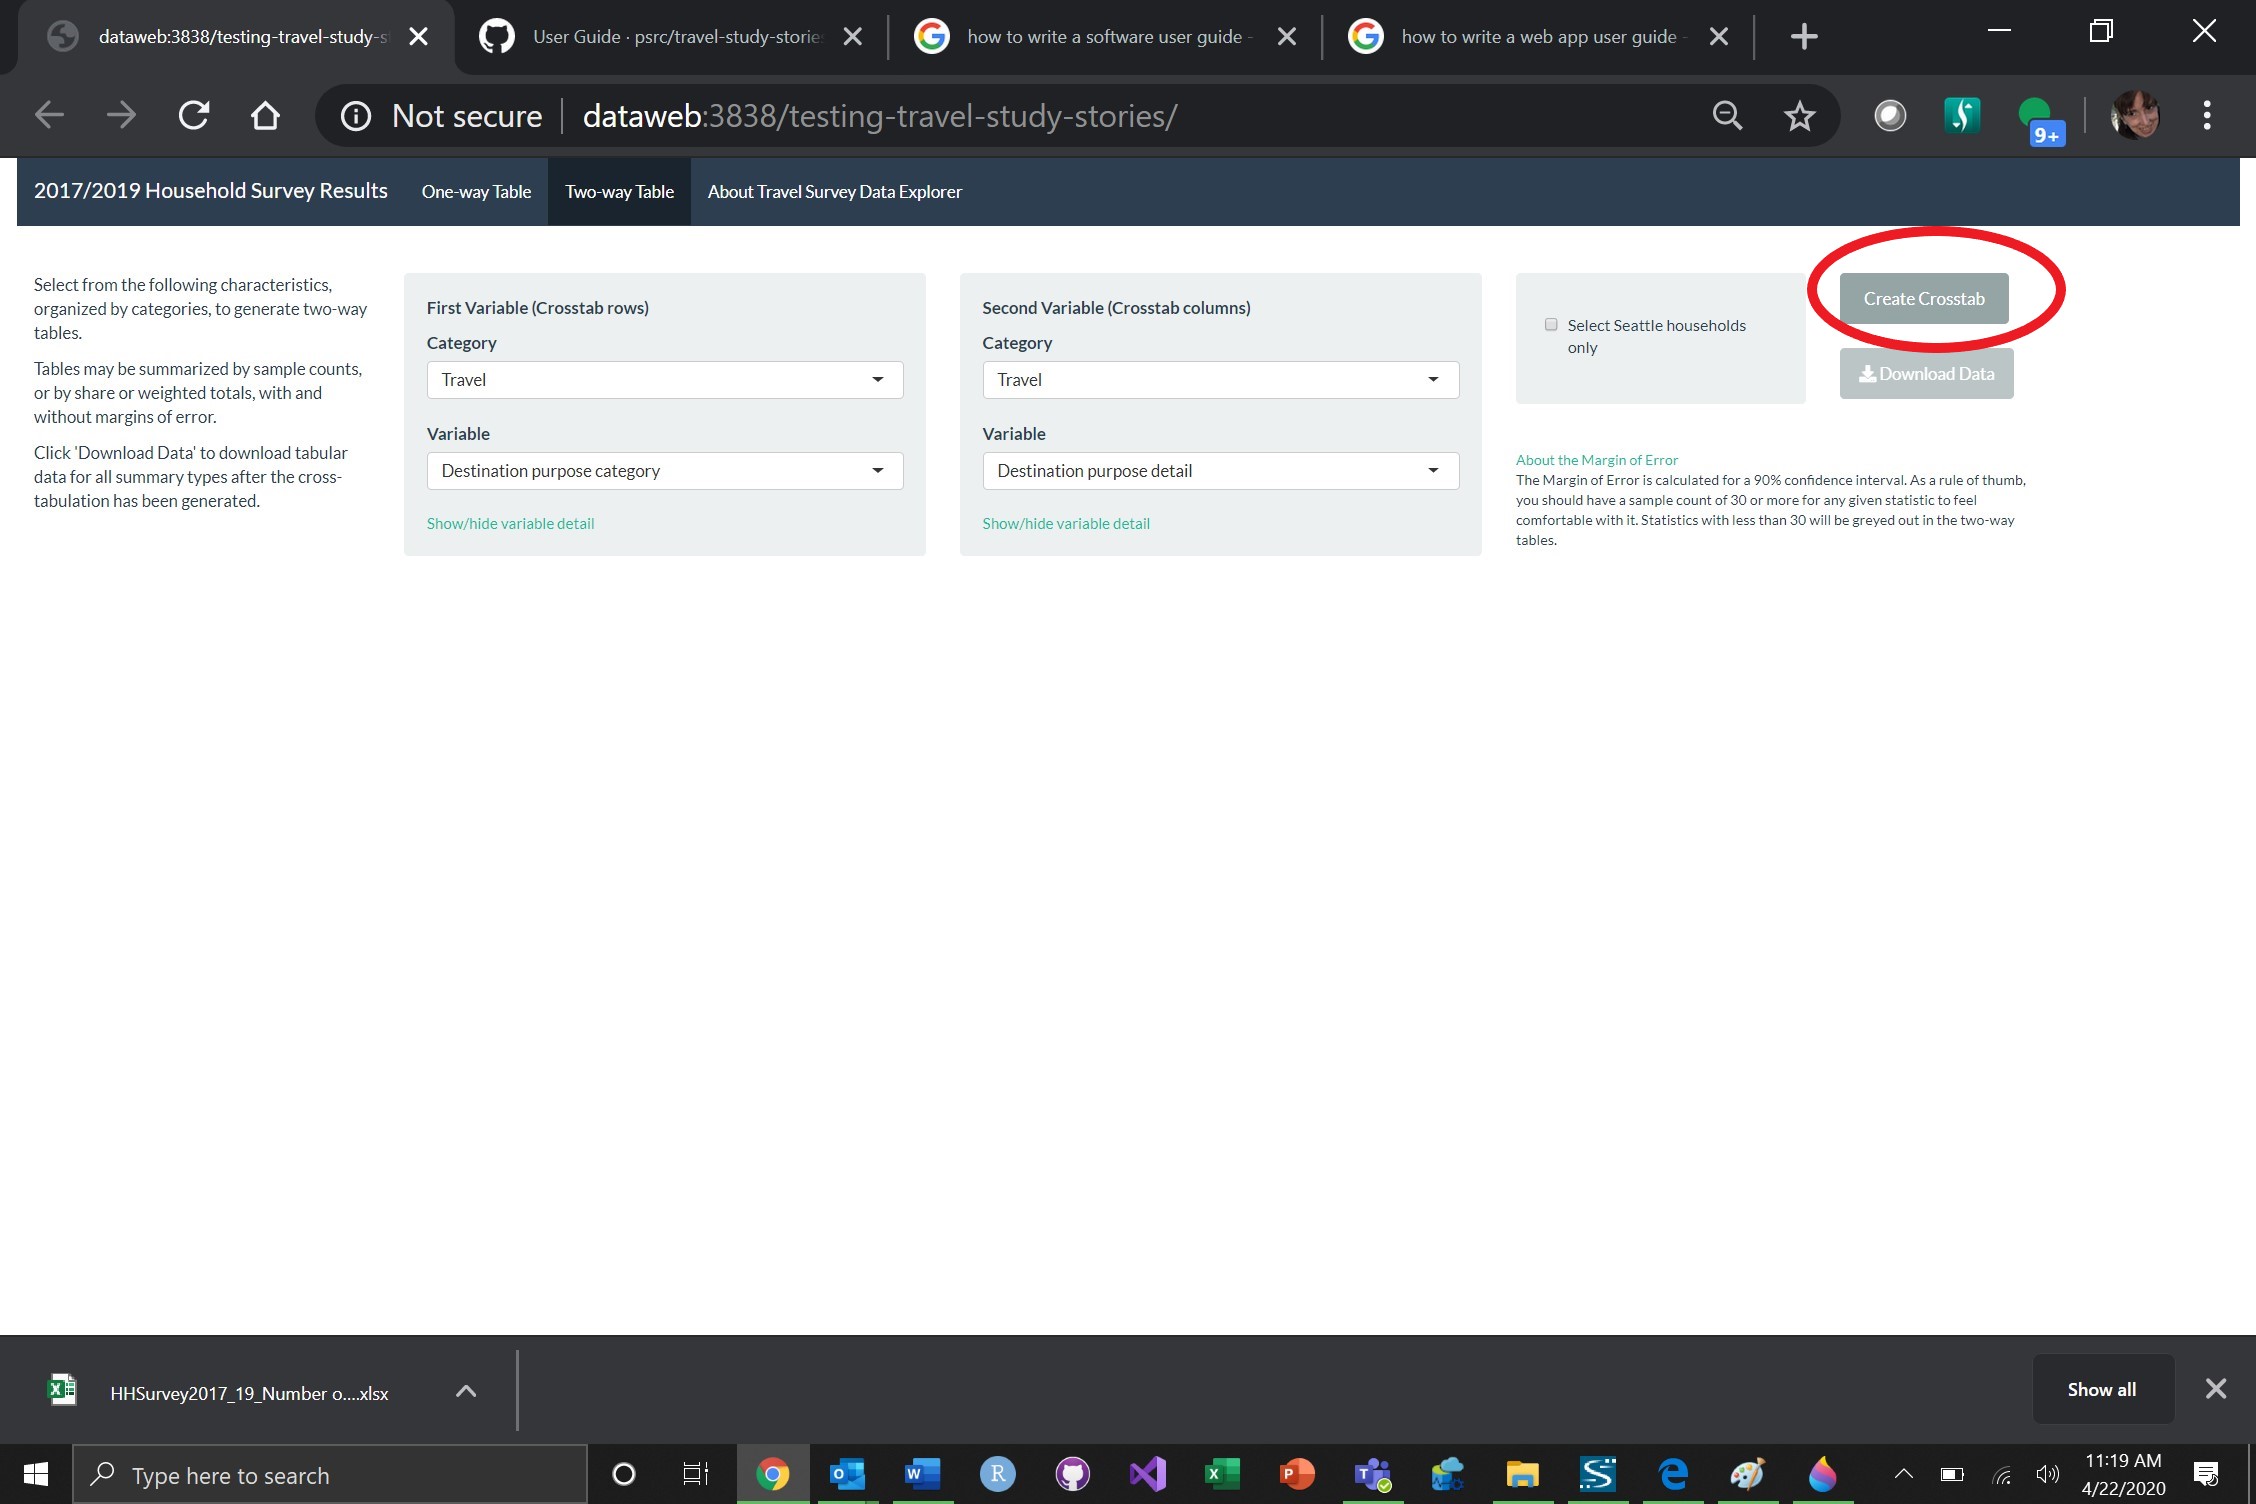 dataweb:3838/testing-travel-study-s
User Guide · psrc/travel-study-storie
how to write a software user guide -
how to write a web app user guide -
Not secure
dataweb:3838/testing-travel-study-stories/
9+
2017/2019 Household Survey Results
One-way Table
Two-way Table
About Travel Survey Data Explorer
Select from the following characteristics,
organized by categories, to generate two-way
tables.
Tables may be summarized by sample counts,
or by share or weighted totals, with and
without margins of error.
Click 'Download Data' to download tabular
data for all summary types after the cross-
tabulation has been generated.
First Variable (Crosstab rows)
Category
Travel
Variable
Destination purpose category
Show/hide variable detail
Second Variable (Crosstab columns)
Category
Travel
Variable
Destination purpose detail
Show/hide variable detail
Select Seattle households
only
Create Crosstab
Download Data
About the Margin of Error
The Margin of Error is calculated for a 90% confidence interval. As a rule of thumb,
you should have a sample count of 30 or more for any given statistic to feel
comfortable with it. Statistics with less than 30 will be greyed out in the two-way
tables.
HHSurvey2017_19_Number o....xlsx
Show all
Type here to search
11:19 AM
4/22/2020